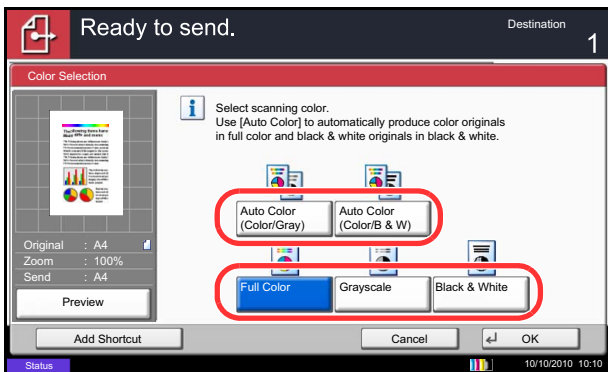 Ready to send.
Destination
1
Color Selection
Select scanning color.
Use [Auto Color] to automatically produce color originals
in full color and black & white originals in black & white.
Auto Color
(Color/Gray)
Auto Color
(Color/B & W)
Original : A4
Zoom : 100%
Send : A4
Full Color
Grayscale
Black & White
Preview
Add Shortcut
Cancel
OK
Status
10/10/2010 10:10